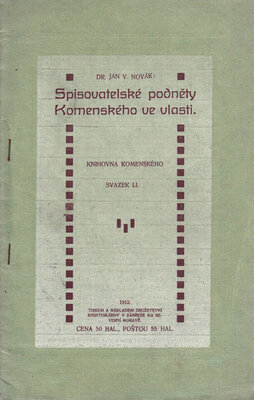 DR. JAN V. NOVÁK:
Spisovatelské podněty
Komenského ve vlasti.
KNIHOVNA KOMENSKÉHO
SVAZEK LI.
1912.
TISKEM A NÁKLADEM DRUŽSTEVNÍ
KNIHTISKÁRNY V ZÁBŘEZE NA SE-
VERNÍ MORAVĚ.
CENA 50 HAL., POŠTOU 55 HAL.